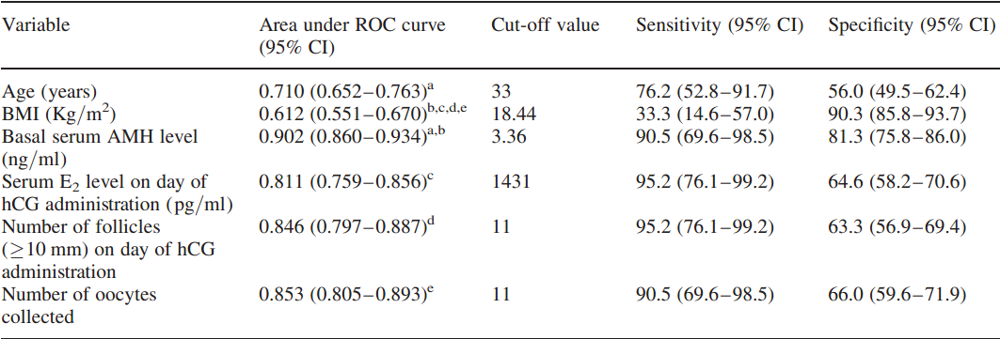 Variable Area under ROC curve (95% CI) Cut-off value Sensitivity (95% CI) Specificity (95% CI)
Age (years) 0.710 (0.652–0.763)a 33 76.2 (52.8–91.7) 56.0 (49.5–62.4)
BMI (Kg/m2) 0.612 (0.551–0.670)b,c,d,e 18.44 33.3 (14.6–57.0) 90.3 (85.8–93.7)
Basal serum AMH level (ng/ml) 0.902 (0.860–0.934)a,b 3.36 90.5 (69.6–98.5) 81.3 (75.8–86.0)
Serum E2 level on day of hCG administration (pg/ml) 0.811 (0.759–0.856)c 1431 95.2 (76.1–99.2) 64.6 (58.2–70.6)
Number of follicles (≥10 mm) on day of hCG administration 0.846 (0.797–0.887)d 11 95.2 (76.1–99.2) 63.3 (56.9–69.4)
Number of oocytes collected 0.853 (0.805–0.893)e 11 90.5 (69.6–98.5) 66.0 (59.6–71.9)